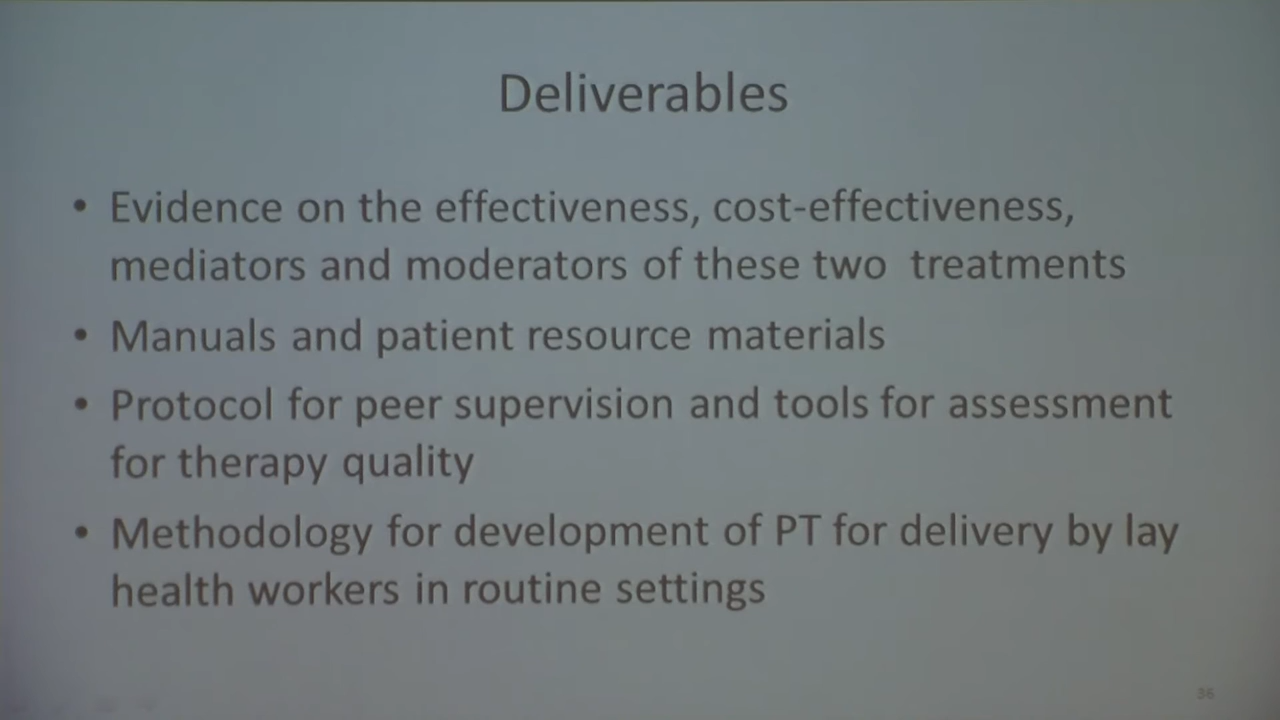 Deliverables
• Evidence on the effectiveness, cost-effectiveness,
mediators and moderators of these two treatments
• Manuals and patient resource materials
• Protocol for peer supervision and tools for assessment
for therapy quality
• Methodology for development of PT for delivery by lay
health workers in routine settings
36